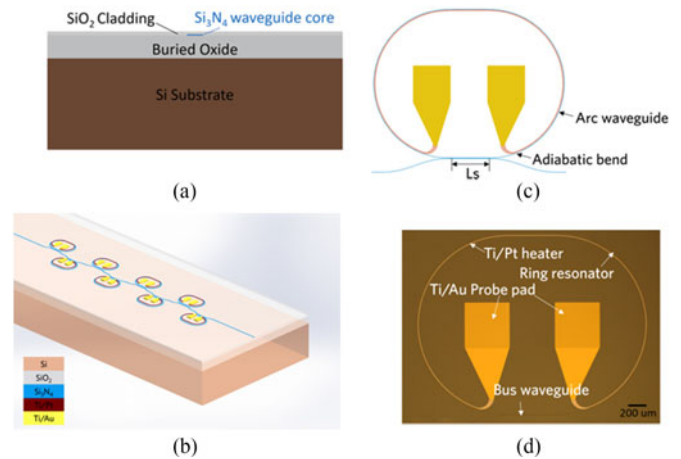 SiO₂ Cladding
Si₃N₄ waveguide core
Buried Oxide
Si Substrate
(a)
Arc waveguide
Adiabatic bend
Ls
(c)
Si
SiO₂
Si₃N₄
Ti/Au
(b)
Ti/Pt heater
Ring resonator
Ti/Au Probe pad
Bus waveguide
200 um
(d)